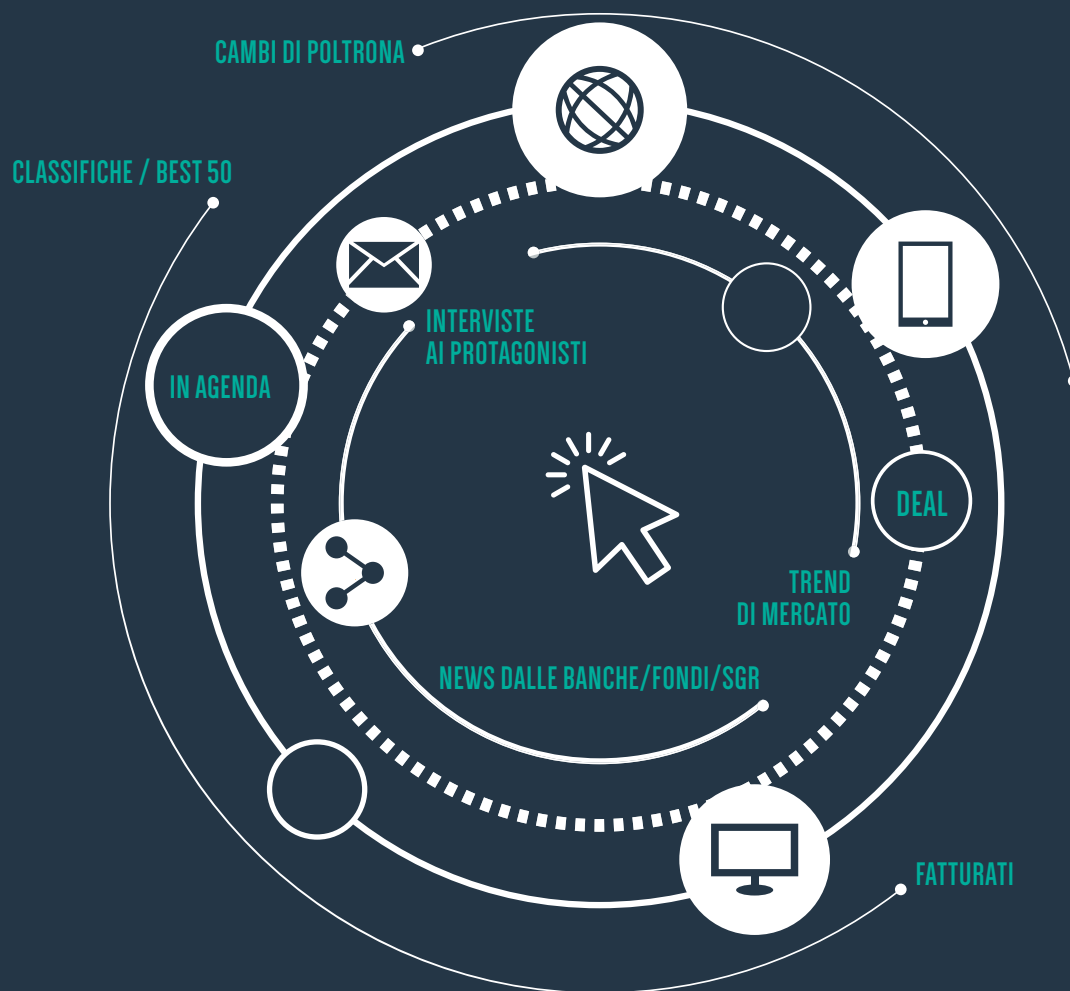 CAMBI DI POLTRONA
CLASSIFICHE / BEST 50
INTERVISTE
AI PROTAGONISTI
IN AGENDA
DEAL
TREND
DI MERCATO
NEWS DALLE BANCHE/FONDI/SGR
FATTURATI